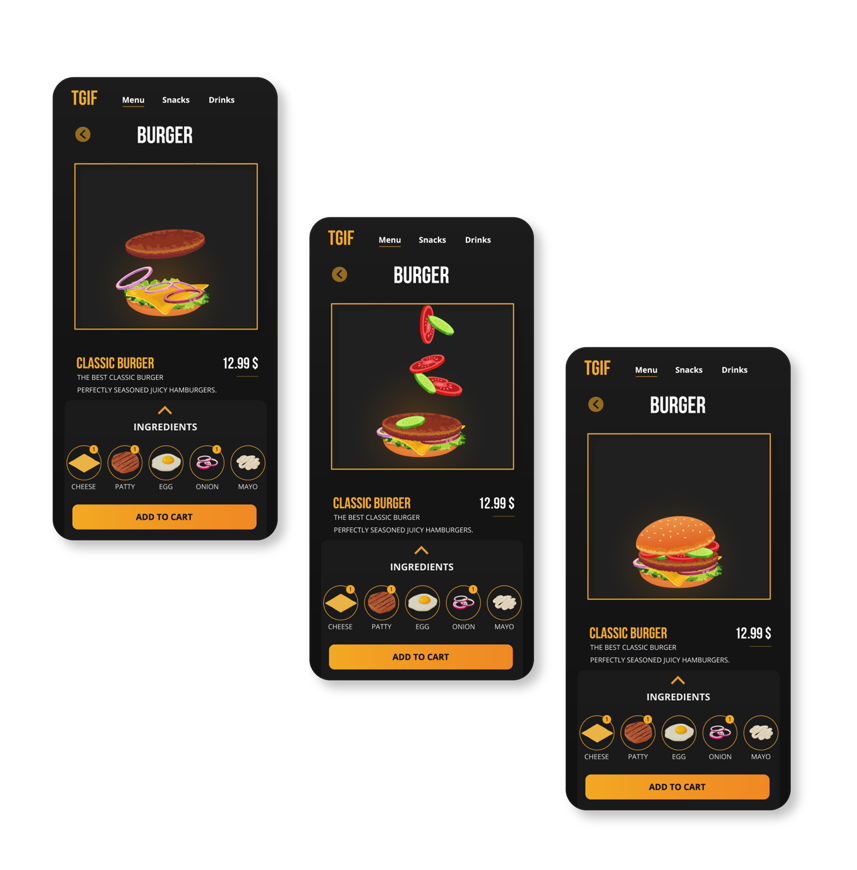 TGIF Menu Snacks Drinks
BURGER
CLASSIC BURGER 12.99 $
THE BEST CLASSIC BURGER
PERFECTLY SEASONED JUICY HAMBURGERS.
INGREDIENTS
1 1 1
CHEESE PATTY EGG ONION MAYO
ADD TO CART
TGIF Menu Snacks Drinks
BURGER
CLASSIC BURGER 12.99 $
THE BEST CLASSIC BURGER
PERFECTLY SEASONED JUICY HAMBURGERS.
INGREDIENTS
1 1 1
CHEESE PATTY EGG ONION MAYO
ADD TO CART
TGIF Menu Snacks Drinks
BURGER
CLASSIC BURGER 12.99 $
THE BEST CLASSIC BURGER
PERFECTLY SEASONED JUICY HAMBURGERS.
INGREDIENTS
1 1 1
CHEESE PATTY EGG ONION MAYO
ADD TO CART